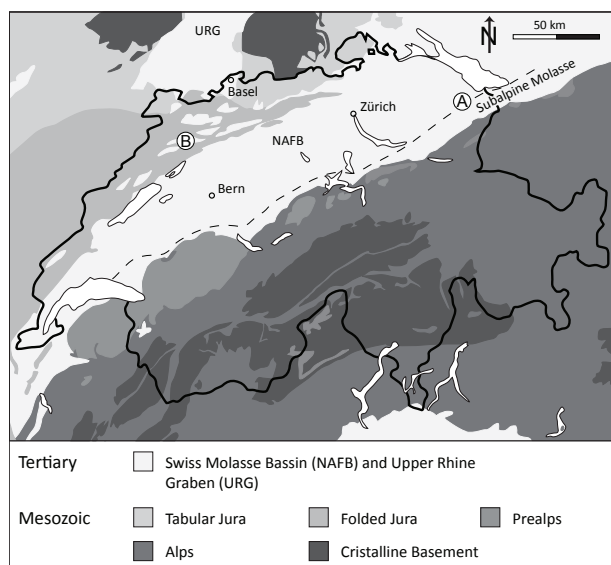 URG
N
50 km
Basel
A
Subalpine Molasse
Zürich
B
NAFB
Bern
Tertiary
Swiss Molasse Bassin (NAFB) and Upper Rhine
Graben (URG)
Mesozoic
Tabular Jura
Folded Jura
Prealps
Alps
Cristalline Basement